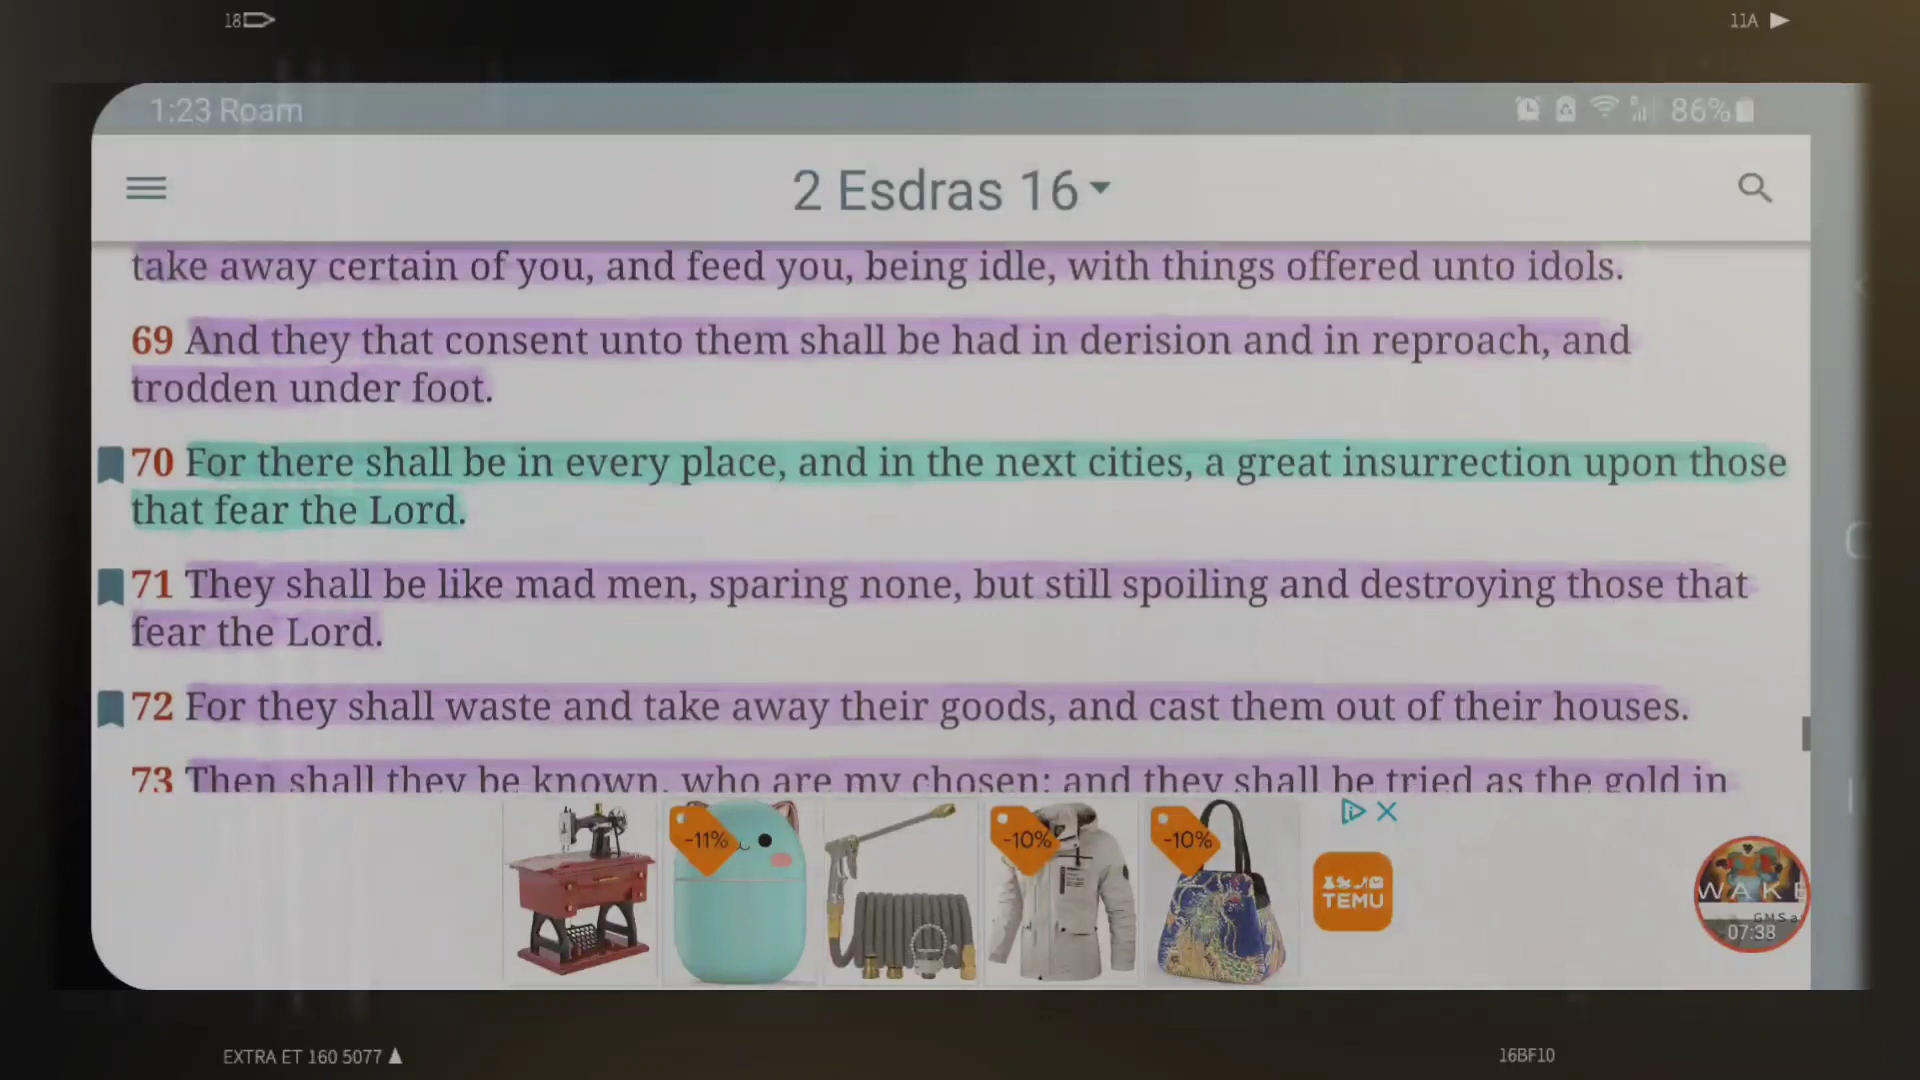 18
11A
1:23 Roam
86%
2 Esdras 16
take away certain of you, and feed you, being idle, with things offered unto idols.
69 And they that consent unto them shall be had in derision and in reproach, and
trodden under foot.
70 For there shall be in every place, and in the next cities, a great insurrection upon those
that fear the Lord.
71 They shall be like mad men, sparing none, but still spoiling and destroying those that
fear the Lord.
72 For they shall waste and take away their goods, and cast them out of their houses.
73 Then shall they be known, who are my chosen; and they shall be tried as the gold in
-11%
-10%
-10%
TEMU
WAKE
GMS a
07:38
EXTRA ET 160 5077
16BF10